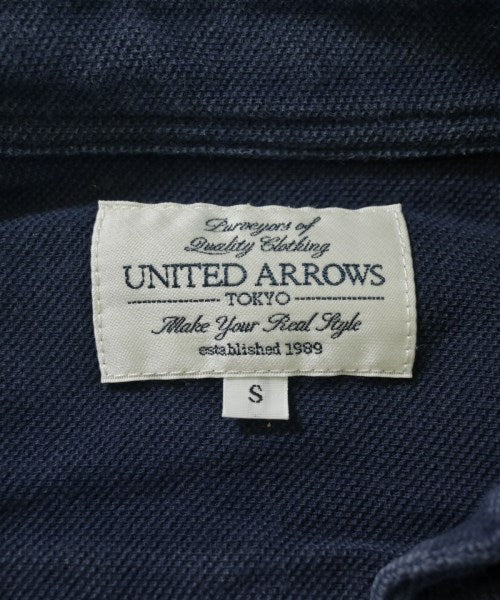 Purveyors of
Quality Clothing
UNITED ARROWS
TOKYO
Make Your Real Style
established 1989
S